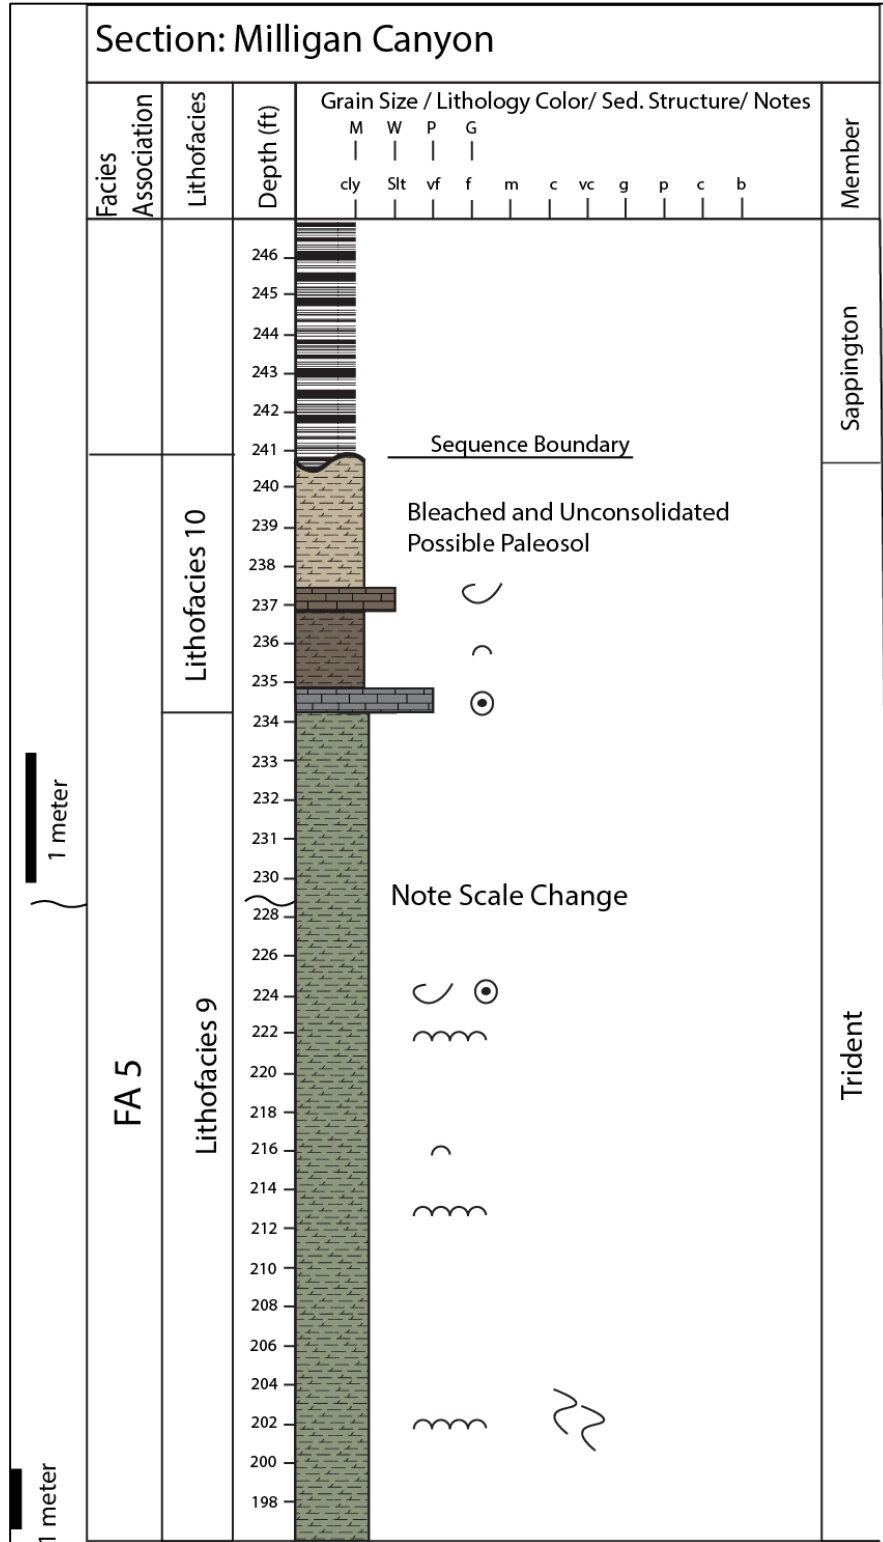 Section: Milligan Canyon
Facies
Association
Lithofacies
Depth (ft)
Grain Size / Lithology Color/ Sed. Structure/ Notes
M W P G
cly Slt vf f m c vc g p c b
Member
246
245
244
243
242
241
240
239
238
237
236
235
234
233
232
231
230
228
226
224
222
220
218
216
214
212
210
208
206
204
202
200
198
Sequence Boundary
Bleached and Unconsolidated
Possible Paleosol
Note Scale Change
Lithofacies 10
Lithofacies 9
FA 5
1 meter
1 meter
Sappington
Trident